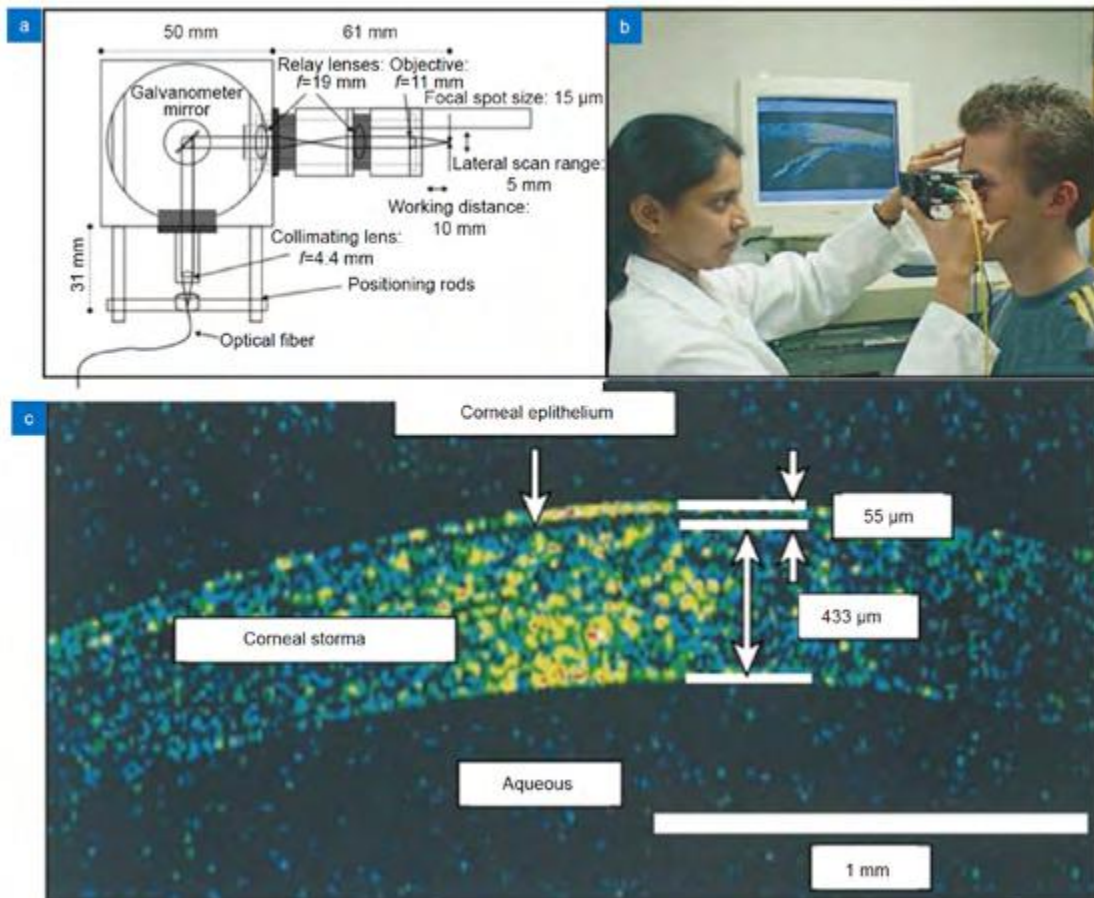 a
50 mm
61 mm
Relay lenses:
f=19 mm
Objective:
f=11 mm
Galvanometer
mirror
Focal spot size: 15 µm
Lateral scan range:
5 mm
Working distance:
10 mm
Collimating lens:
f=4.4 mm
31 mm
Positioning rods
Optical fiber
b
c
Corneal eplithelium
55 µm
433 µm
Corneal storma
Aqueous
1 mm